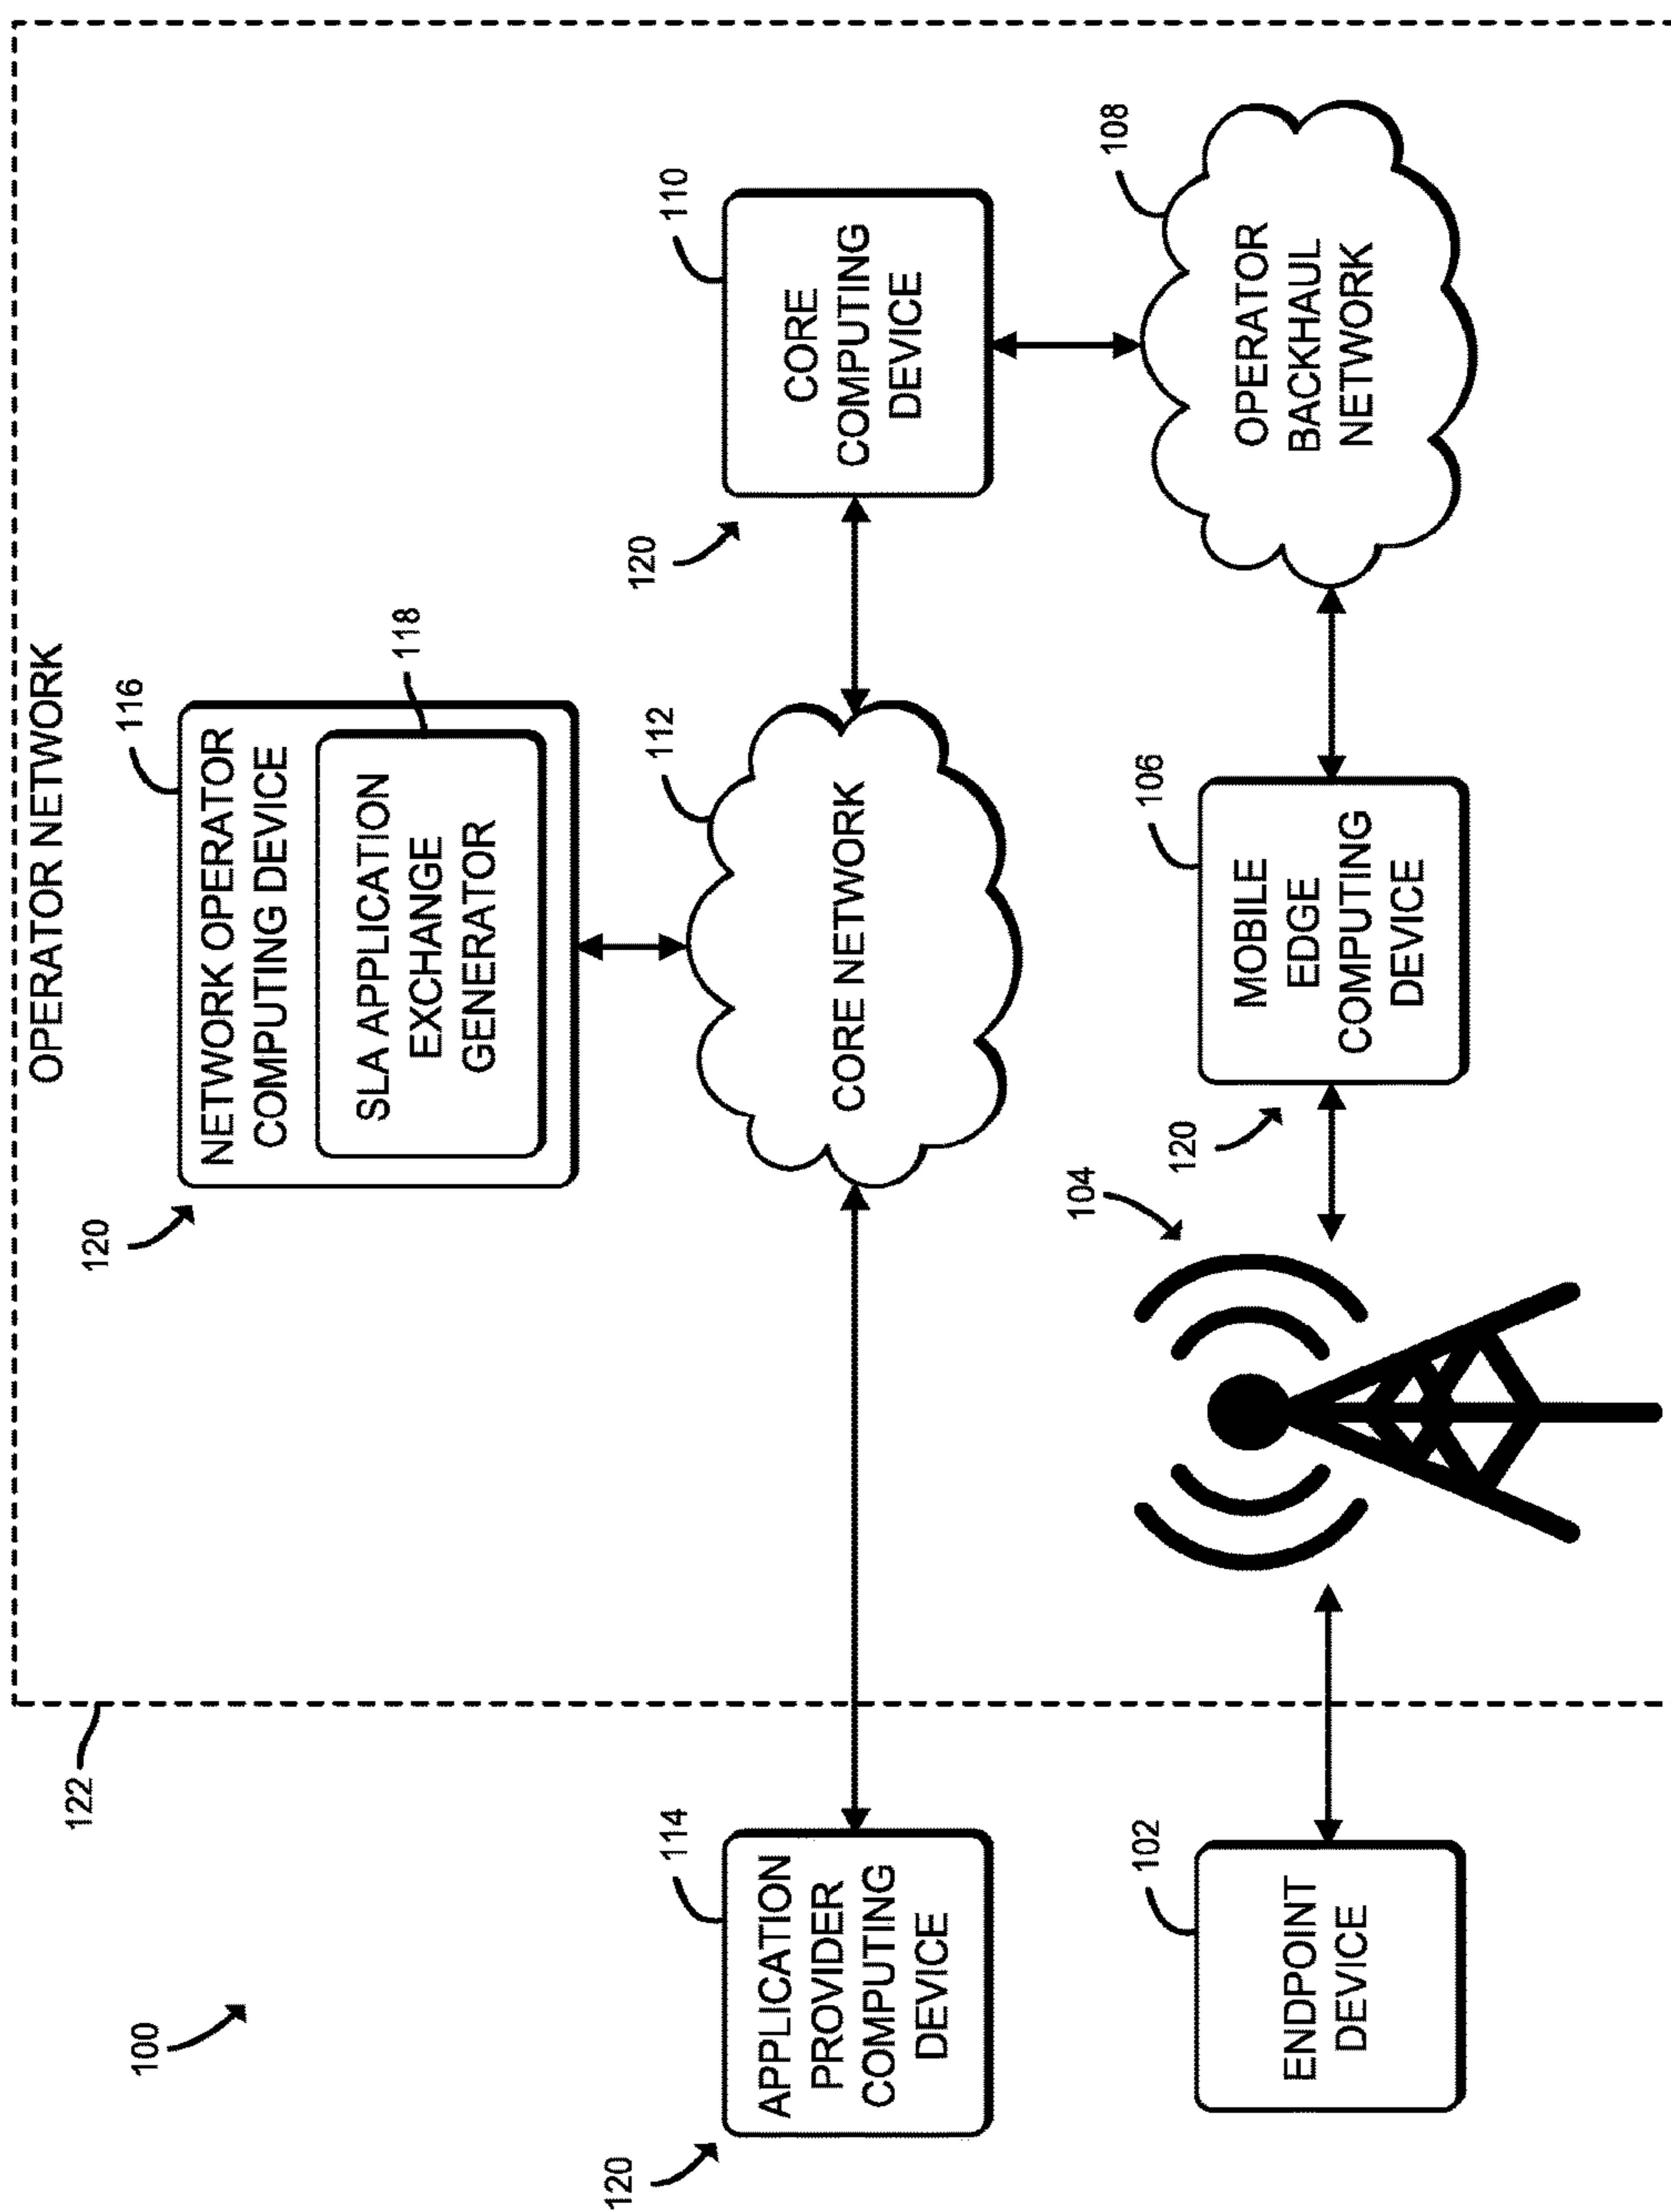 100
122
OPERATOR NETWORK
120
116
NETWORK OPERATOR
COMPUTING DEVICE
118
SLA APPLICATION
EXCHANGE
GENERATOR
120
114
APPLICATION
PROVIDER
COMPUTING
DEVICE
112
CORE NETWORK
120
110
CORE
COMPUTING
DEVICE
102
ENDPOINT
DEVICE
104
120
106
MOBILE
EDGE
COMPUTING
DEVICE
108
OPERATOR
BACKHAUL
NETWORK